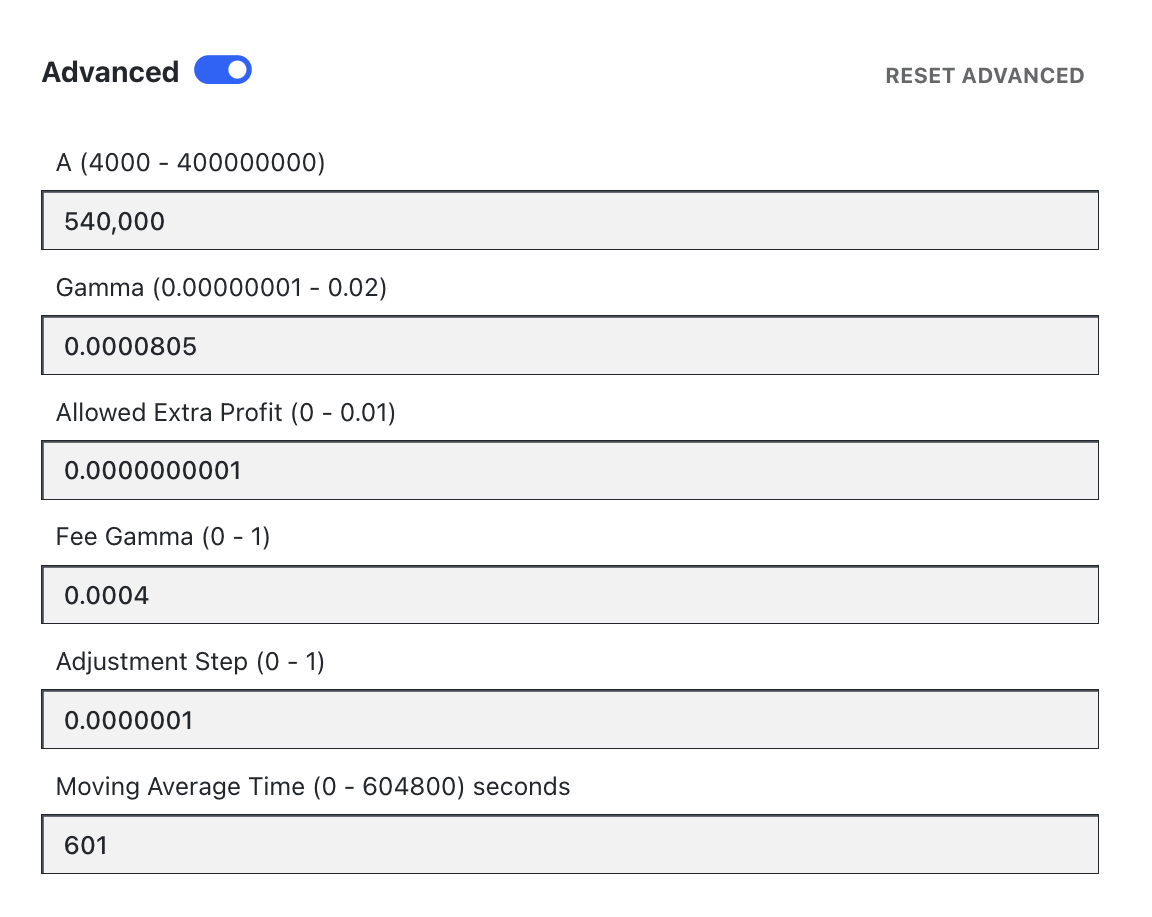 Advanced
RESET ADVANCED
A (4000 - 400000000)
540,000
Gamma (0.00000001 - 0.02)
0.0000805
Allowed Extra Profit (0 - 0.01)
0.0000000001
Fee Gamma (0 - 1)
0.0004
Adjustment Step (0 - 1)
0.0000001
Moving Average Time (0 - 604800) seconds
601